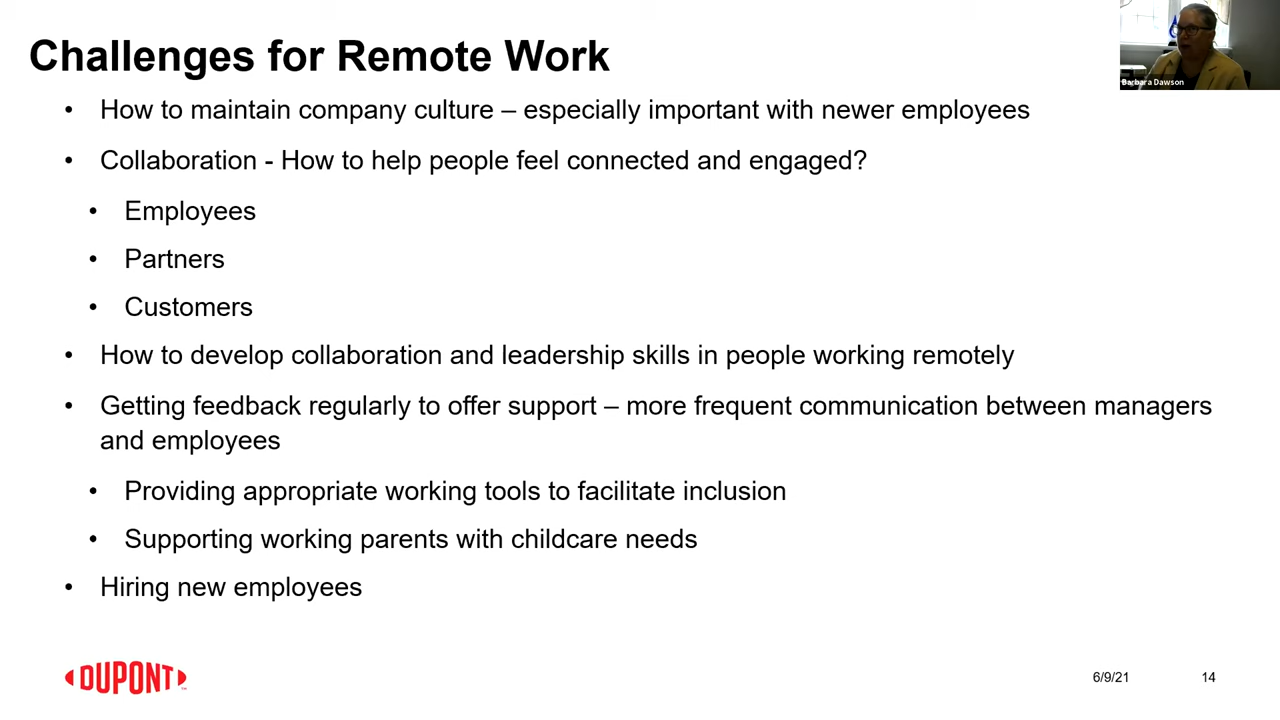 Challenges for Remote Work
Barbara Dawson
• How to maintain company culture – especially important with newer employees
• Collaboration - How to help people feel connected and engaged?
• Employees
• Partners
• Customers
• How to develop collaboration and leadership skills in people working remotely
• Getting feedback regularly to offer support – more frequent communication between managers
and employees
• Providing appropriate working tools to facilitate inclusion
• Supporting working parents with childcare needs
• Hiring new employees
DUPONT™
6/9/21
14